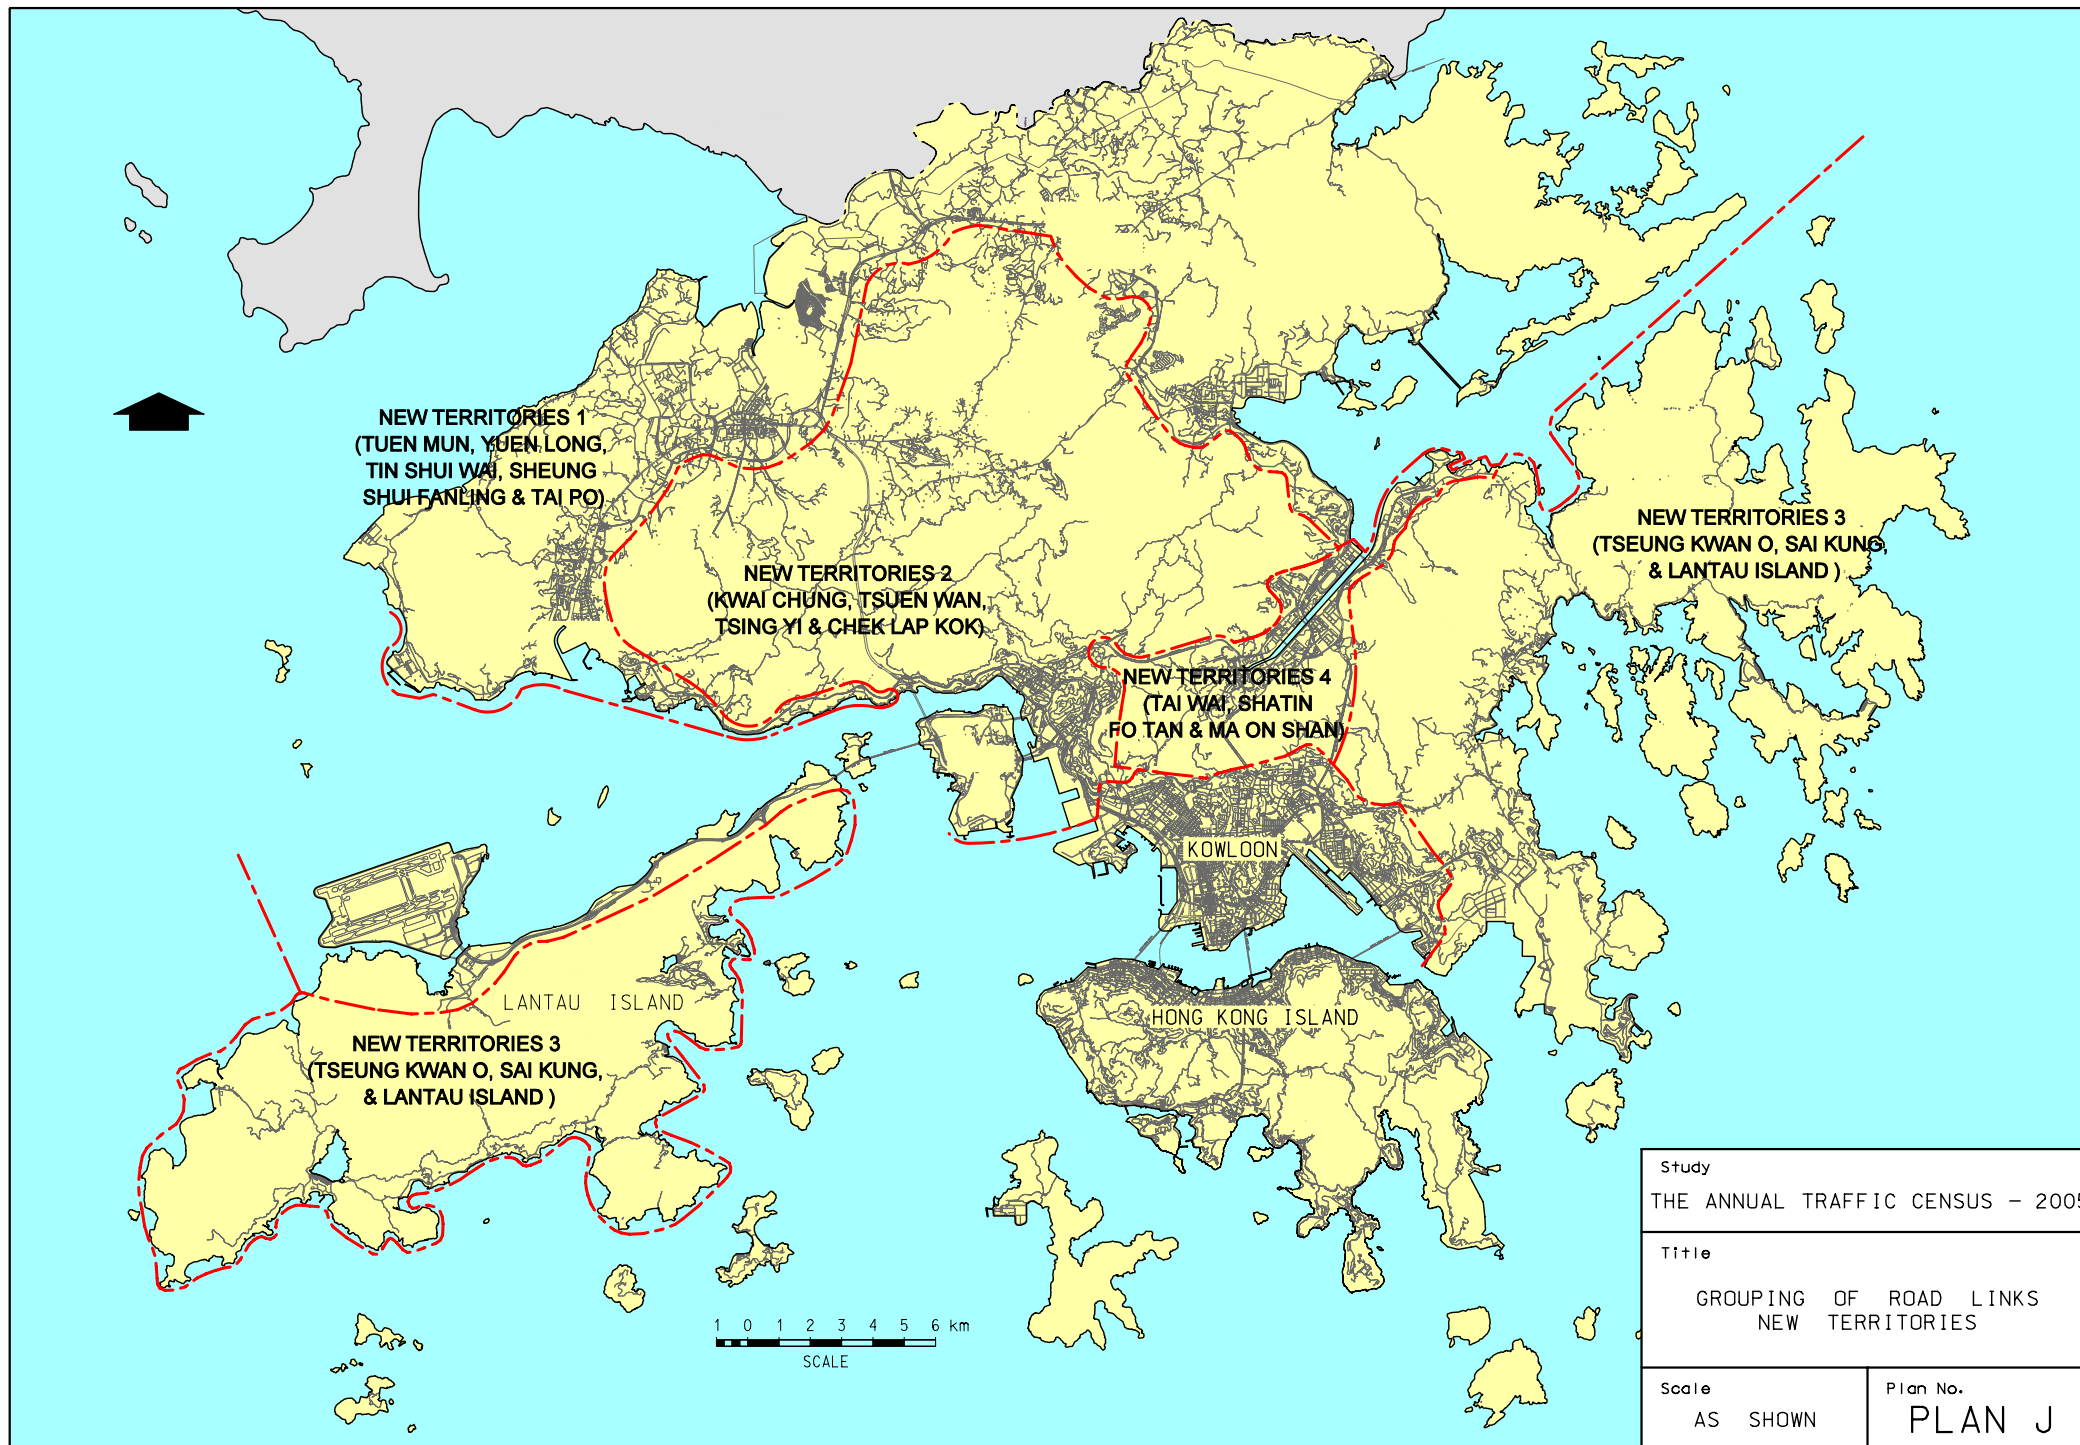 NEW TERRITORIES 1
(TUEN MUN, YUEN LONG,
TIN SHUI WAI, SHEUNG
SHUI FANLING & TAI PO)
NEW TERRITORIES 2
(KWAI CHUNG, TSUEN WAN,
TSING YI & CHEK LAP KOK)
NEW TERRITORIES 3
(TSEUNG KWAN O, SAI KUNG,
& LANTAU ISLAND )
NEW TERRITORIES 4
(TAI WAI, SHATIN
FO TAN & MA ON SHAN)
KOWLOON
LANTAU ISLAND
HONG KONG ISLAND
NEW TERRITORIES 3
(TSEUNG KWAN O, SAI KUNG,
& LANTAU ISLAND )
1 0 1 2 3 4 5 6 km
SCALE
Study
THE ANNUAL TRAFFIC CENSUS - 2005
Title
GROUPING OF ROAD LINKS
NEW TERRITORIES
Scale
AS SHOWN
Plan No.
PLAN J